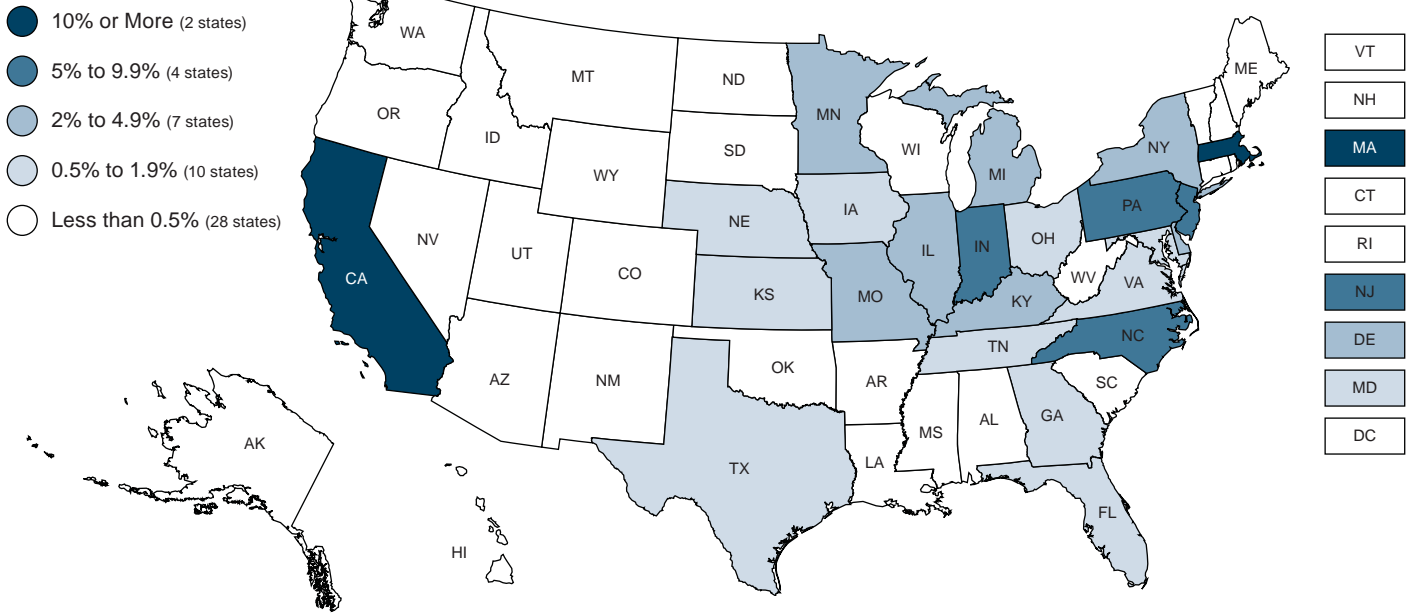 10% or More (2 states)
5% to 9.9% (4 states)
2% to 4.9% (7 states)
0.5% to 1.9% (10 states)
Less than 0.5% (28 states)
WA
OR
CA
NV
ID
MT
WY
UT
AZ
CO
NM
ND
SD
NE
KS
OK
TX
MN
IA
MO
AR
LA
WI
IL
MI
IN
OH
KY
TN
MS
AL
GA
FL
SC
NC
VA
WV
PA
NY
ME
AK
HI
VT
NH
MA
CT
RI
NJ
DE
MD
DC